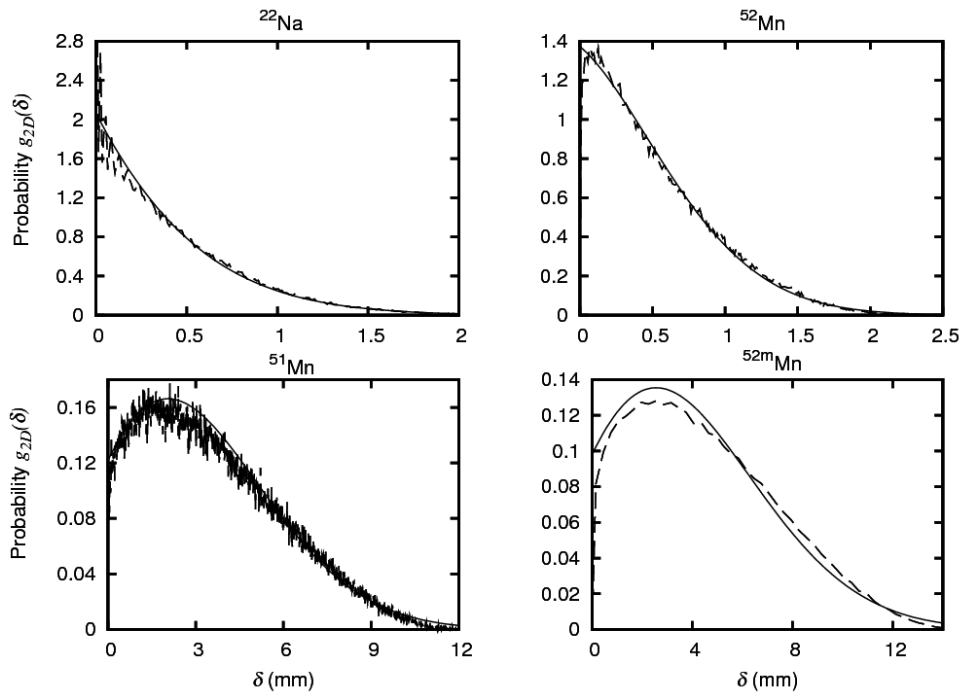 ²²Na
2.8
2.4
2
1.6
1.2
0.8
0.4
0
Probability g₂D(δ)
0 0.5 1 1.5 2
⁵²Mn
1.4
1.2
1
0.8
0.6
0.4
0.2
0
0 0.5 1 1.5 2 2.5
⁵¹Mn
0.16
0.12
0.08
0.04
0
Probability g₂D(δ)
0 3 6 9 12
δ (mm)
⁵²ᵐMn
0.14
0.12
0.1
0.08
0.06
0.04
0.02
0
0 4 8 12
δ (mm)